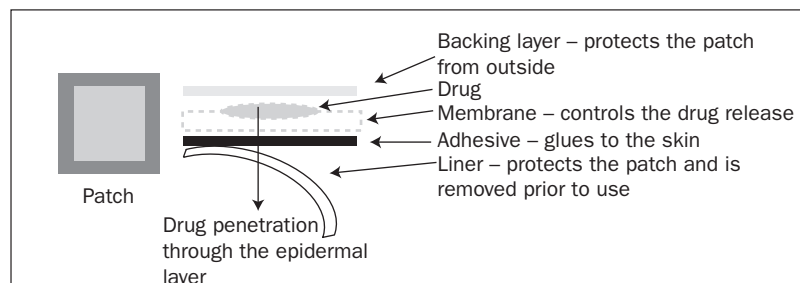 Backing layer – protects the patch
from outside
Drug
Membrane – controls the drug release
Adhesive – glues to the skin
Liner – protects the patch and is
removed prior to use
Patch
Drug penetration
through the epidermal
layer